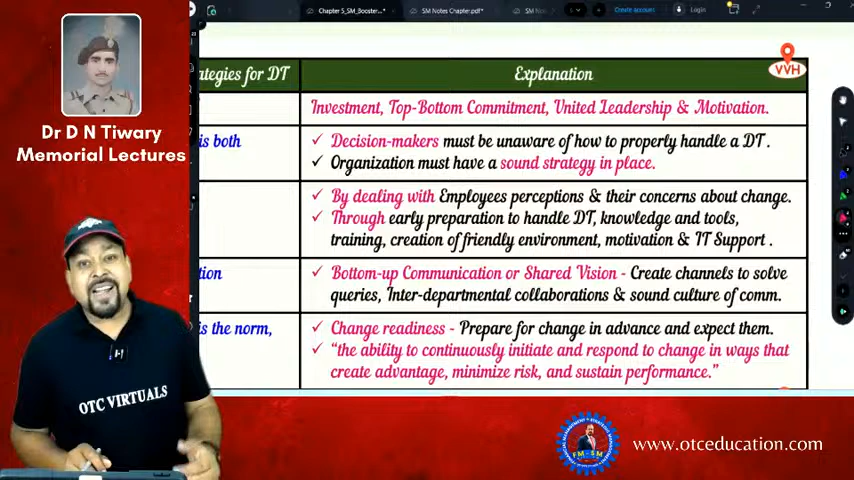 Chapter 5_SM_Booster...*
SM Notes Chapter.pdf*
SM No
Create account
Login
Dr D N Tiwary
Memorial Lectures
ategies for DT
Explanation
VVH
Investment, Top-Bottom Commitment, United Leadership & Motivation.
is both
✓ Decision-makers must be unaware of how to properly handle a DT .
✓ Organization must have a sound strategy in place.
✓ By dealing with Employees perceptions & their concerns about change.
✓ Through early preparation to handle DT, knowledge and tools,
training, creation of friendly environment, motivation & IT Support .
tion
✓ Bottom-up Communication or Shared Vision - Create channels to solve
queries, Inter-departmental collaborations & sound culture of comm.
is the norm,
✓ Change readiness - Prepare for change in advance and expect them.
✓ “the ability to continuously initiate and respond to change in ways that
create advantage, minimize risk, and sustain performance.”
OTC VIRTUALS
FM-SM
www.otceducation.com